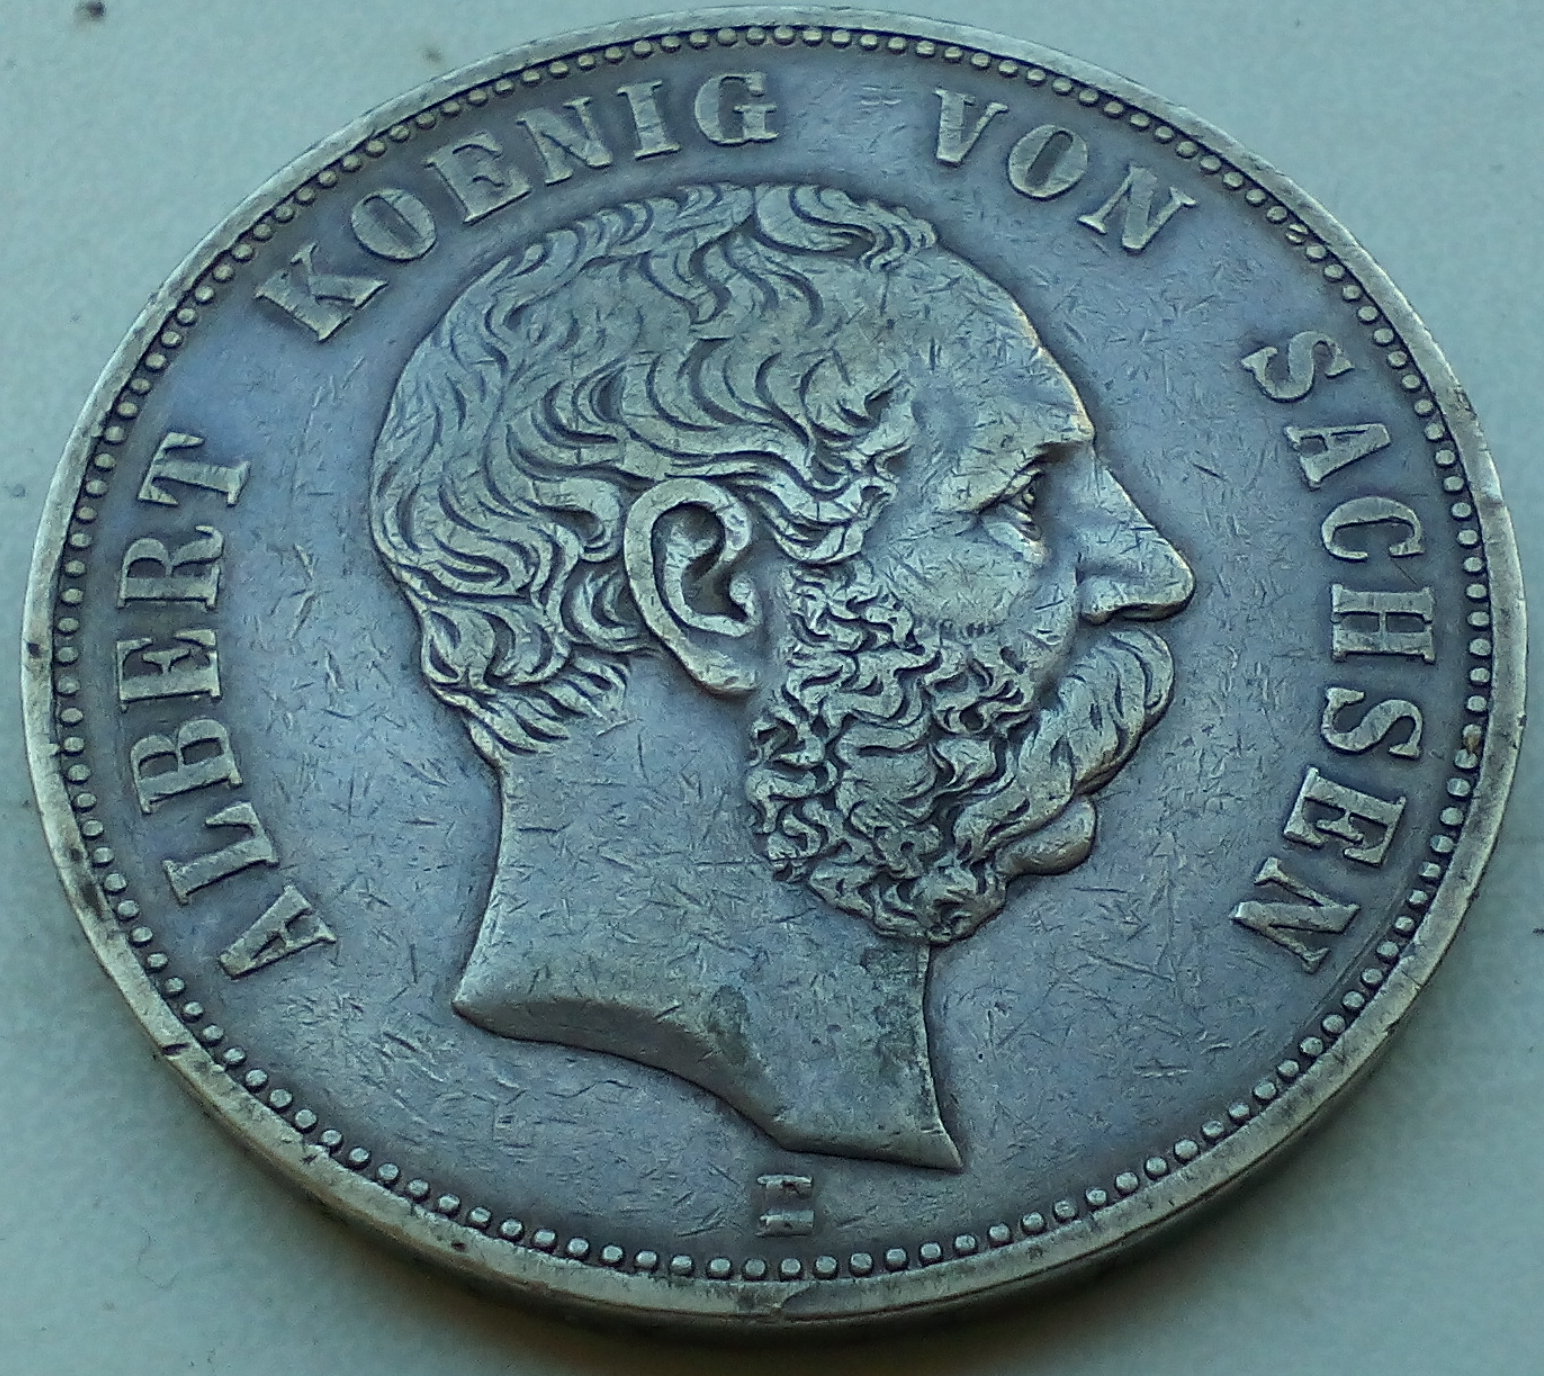 ALBERT KOENIG VON SACHSEN
E